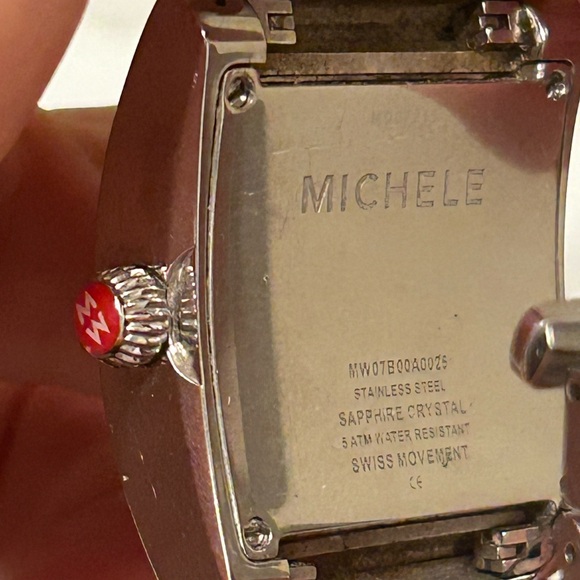 MICHELE
MW07B00A0025
STAINLESS STEEL
SAPPHIRE CRYSTAL
5 ATM WATER RESISTANT
SWISS MOVEMENT
CE